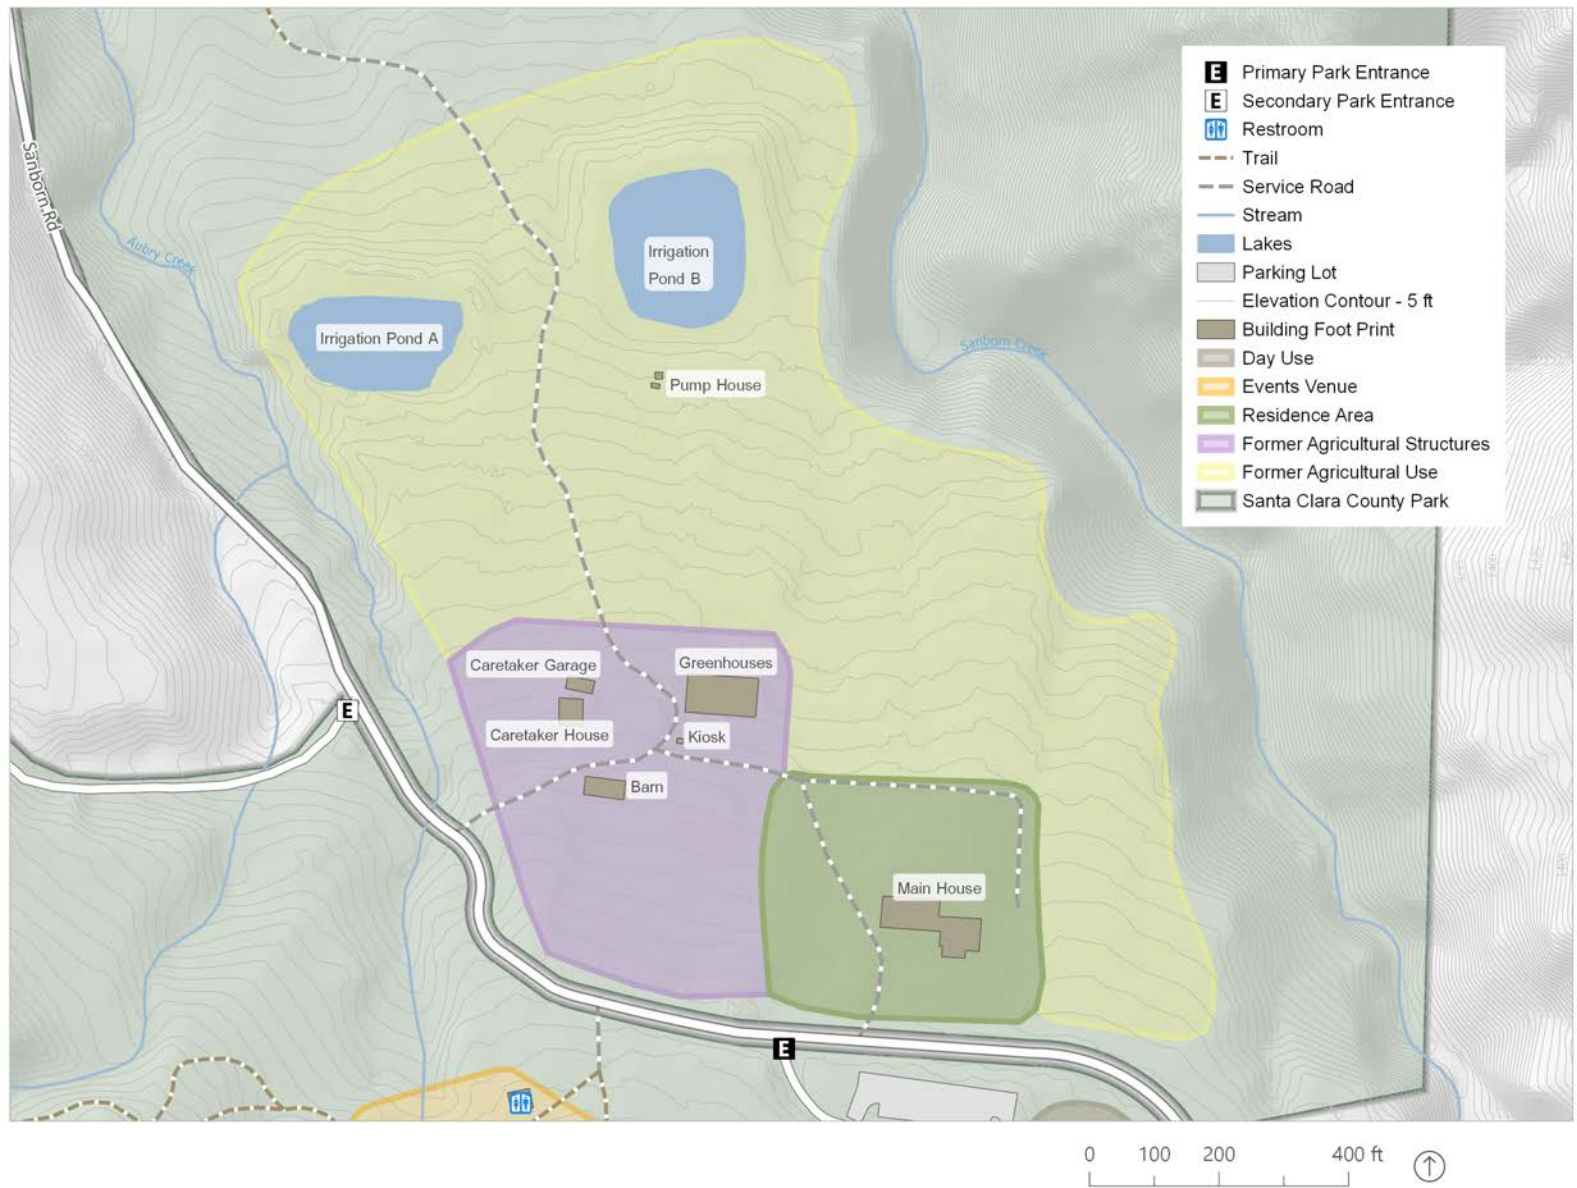 E Primary Park Entrance
E Secondary Park Entrance
Restroom
Trail
Service Road
Stream
Lakes
Parking Lot
Elevation Contour - 5 ft
Building Foot Print
Day Use
Events Venue
Residence Area
Former Agricultural Structures
Former Agricultural Use
Santa Clara County Park
Sanborn Rd
Aubry Creek
Irrigation
Pond B
Irrigation Pond A
Sanborn Creek
Pump House
Caretaker Garage
Greenhouses
E
Caretaker House
Kiosk
Barn
Main House
E
0 100 200 400 ft